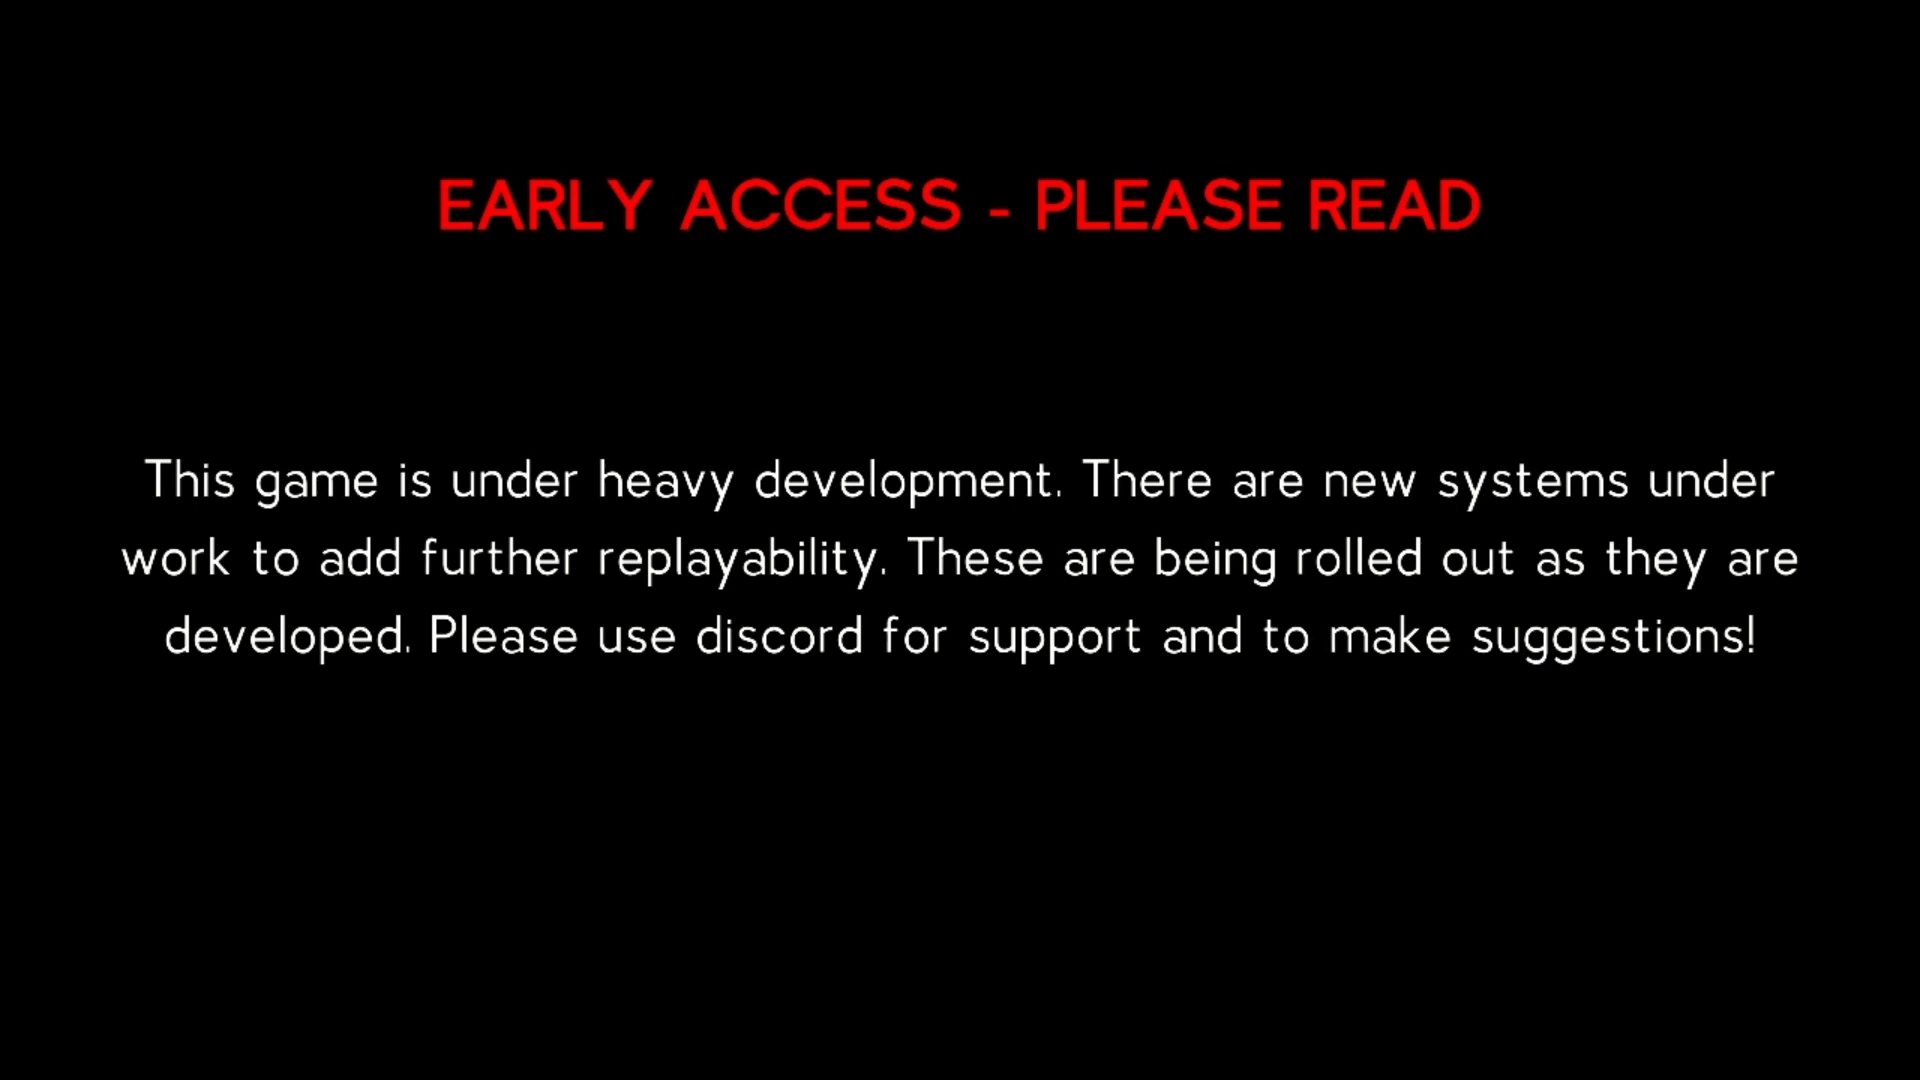 EARLY ACCESS - PLEASE READ
This game is under heavy development. There are new systems under
work to add further replayability. These are being rolled out as they are
developed. Please use discord for support and to make suggestions!